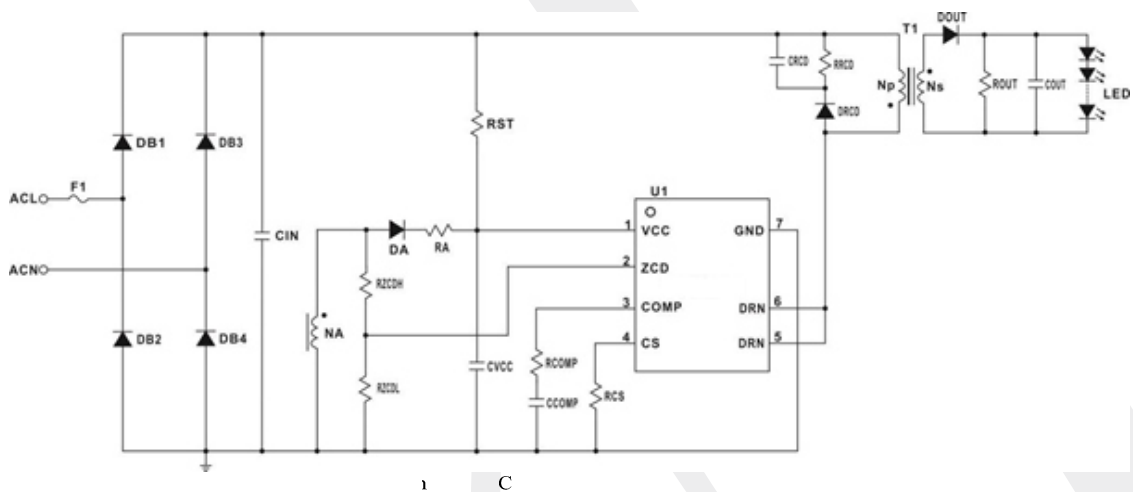 DOUT
T1
CRCD
RRCD
Np
Ns
ROUT
COUT
LED
DRCD
RST
DB1
DB3
F1
ACL
U1
1
VCC
GND
7
CIN
DA
RA
ACN
2
ZCD
RZCDH
3
COMP
DRN
6
NA
4
CS
DRN
5
DB2
DB4
CVCC
RCOMP
RZCDL
CCOMP
RCS
C